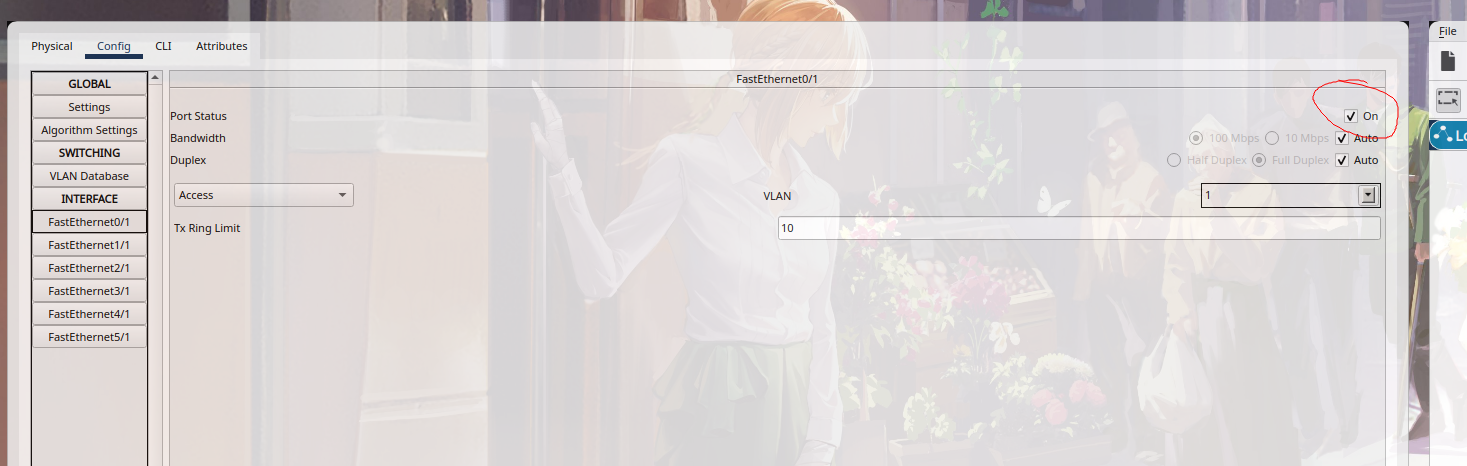 Physical Config CLI Attributes
File
GLOBAL
Settings
Algorithm Settings
SWITCHING
VLAN Database
INTERFACE
FastEthernet0/1
FastEthernet1/1
FastEthernet2/1
FastEthernet3/1
FastEthernet4/1
FastEthernet5/1
FastEthernet0/1
Port Status On
Bandwidth 100 Mbps 10 Mbps Auto
Duplex Half Duplex Full Duplex Auto
Access VLAN 1
Tx Ring Limit 10